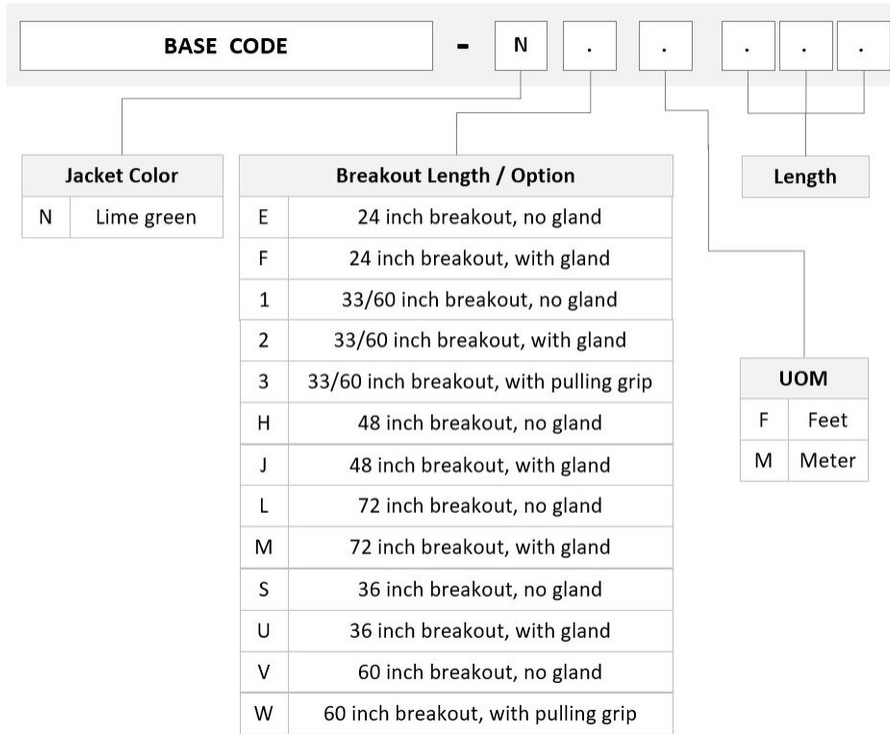 BASE CODE - N . . . . .
Jacket Color
N Lime green
Breakout Length / Option
E 24 inch breakout, no gland
F 24 inch breakout, with gland
1 33/60 inch breakout, no gland
2 33/60 inch breakout, with gland
3 33/60 inch breakout, with pulling grip
H 48 inch breakout, no gland
J 48 inch breakout, with gland
L 72 inch breakout, no gland
M 72 inch breakout, with gland
S 36 inch breakout, no gland
U 36 inch breakout, with gland
V 60 inch breakout, no gland
W 60 inch breakout, with pulling grip
Length
UOM
F Feet
M Meter